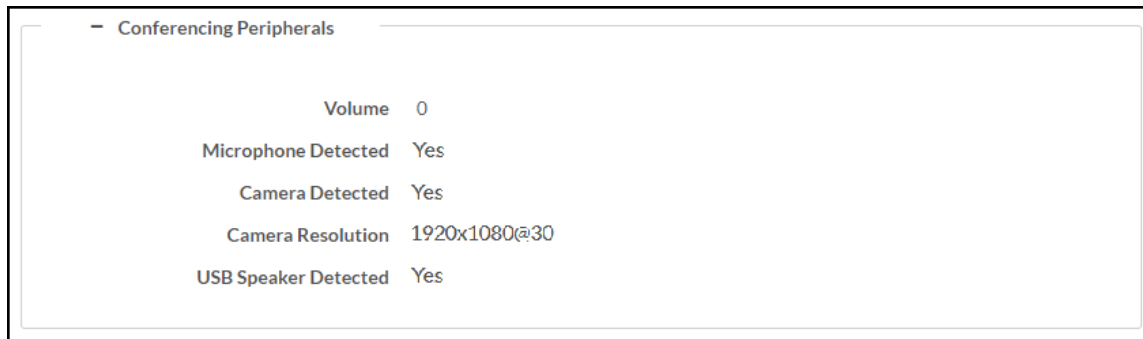 − Conferencing Peripherals
Volume 0
Microphone Detected Yes
Camera Detected Yes
Camera Resolution 1920x1080@30
USB Speaker Detected Yes